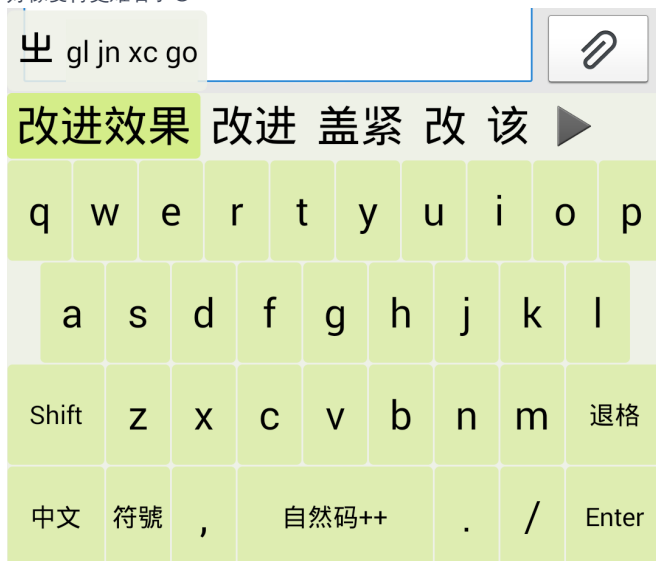 㞢 gl jn xc go
改进效果 改进 盖紧 改 该
q w e r t y u i o p
a s d f g h j k l
Shift z x c v b n m 退格
中文 符號 , 自然码++ . / Enter